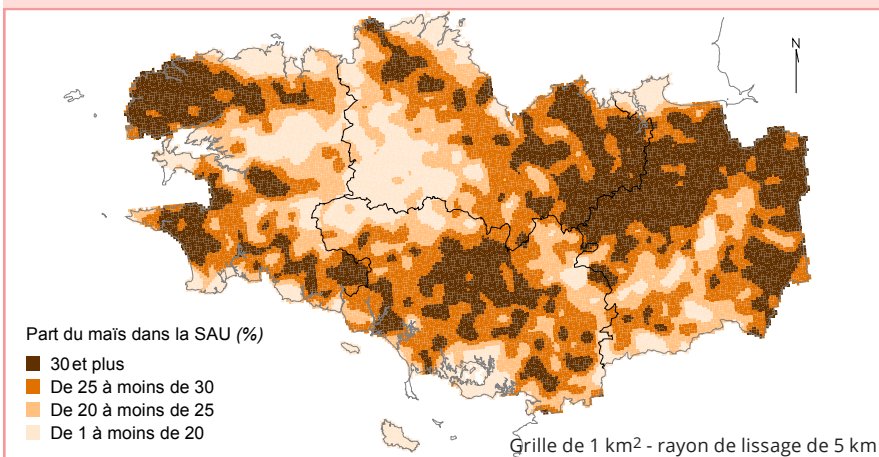 N
Part du maïs dans la SAU (%)
30 et plus
De 25 à moins de 30
De 20 à moins de 25
De 1 à moins de 20
Grille de 1 km² - rayon de lissage de 5 km